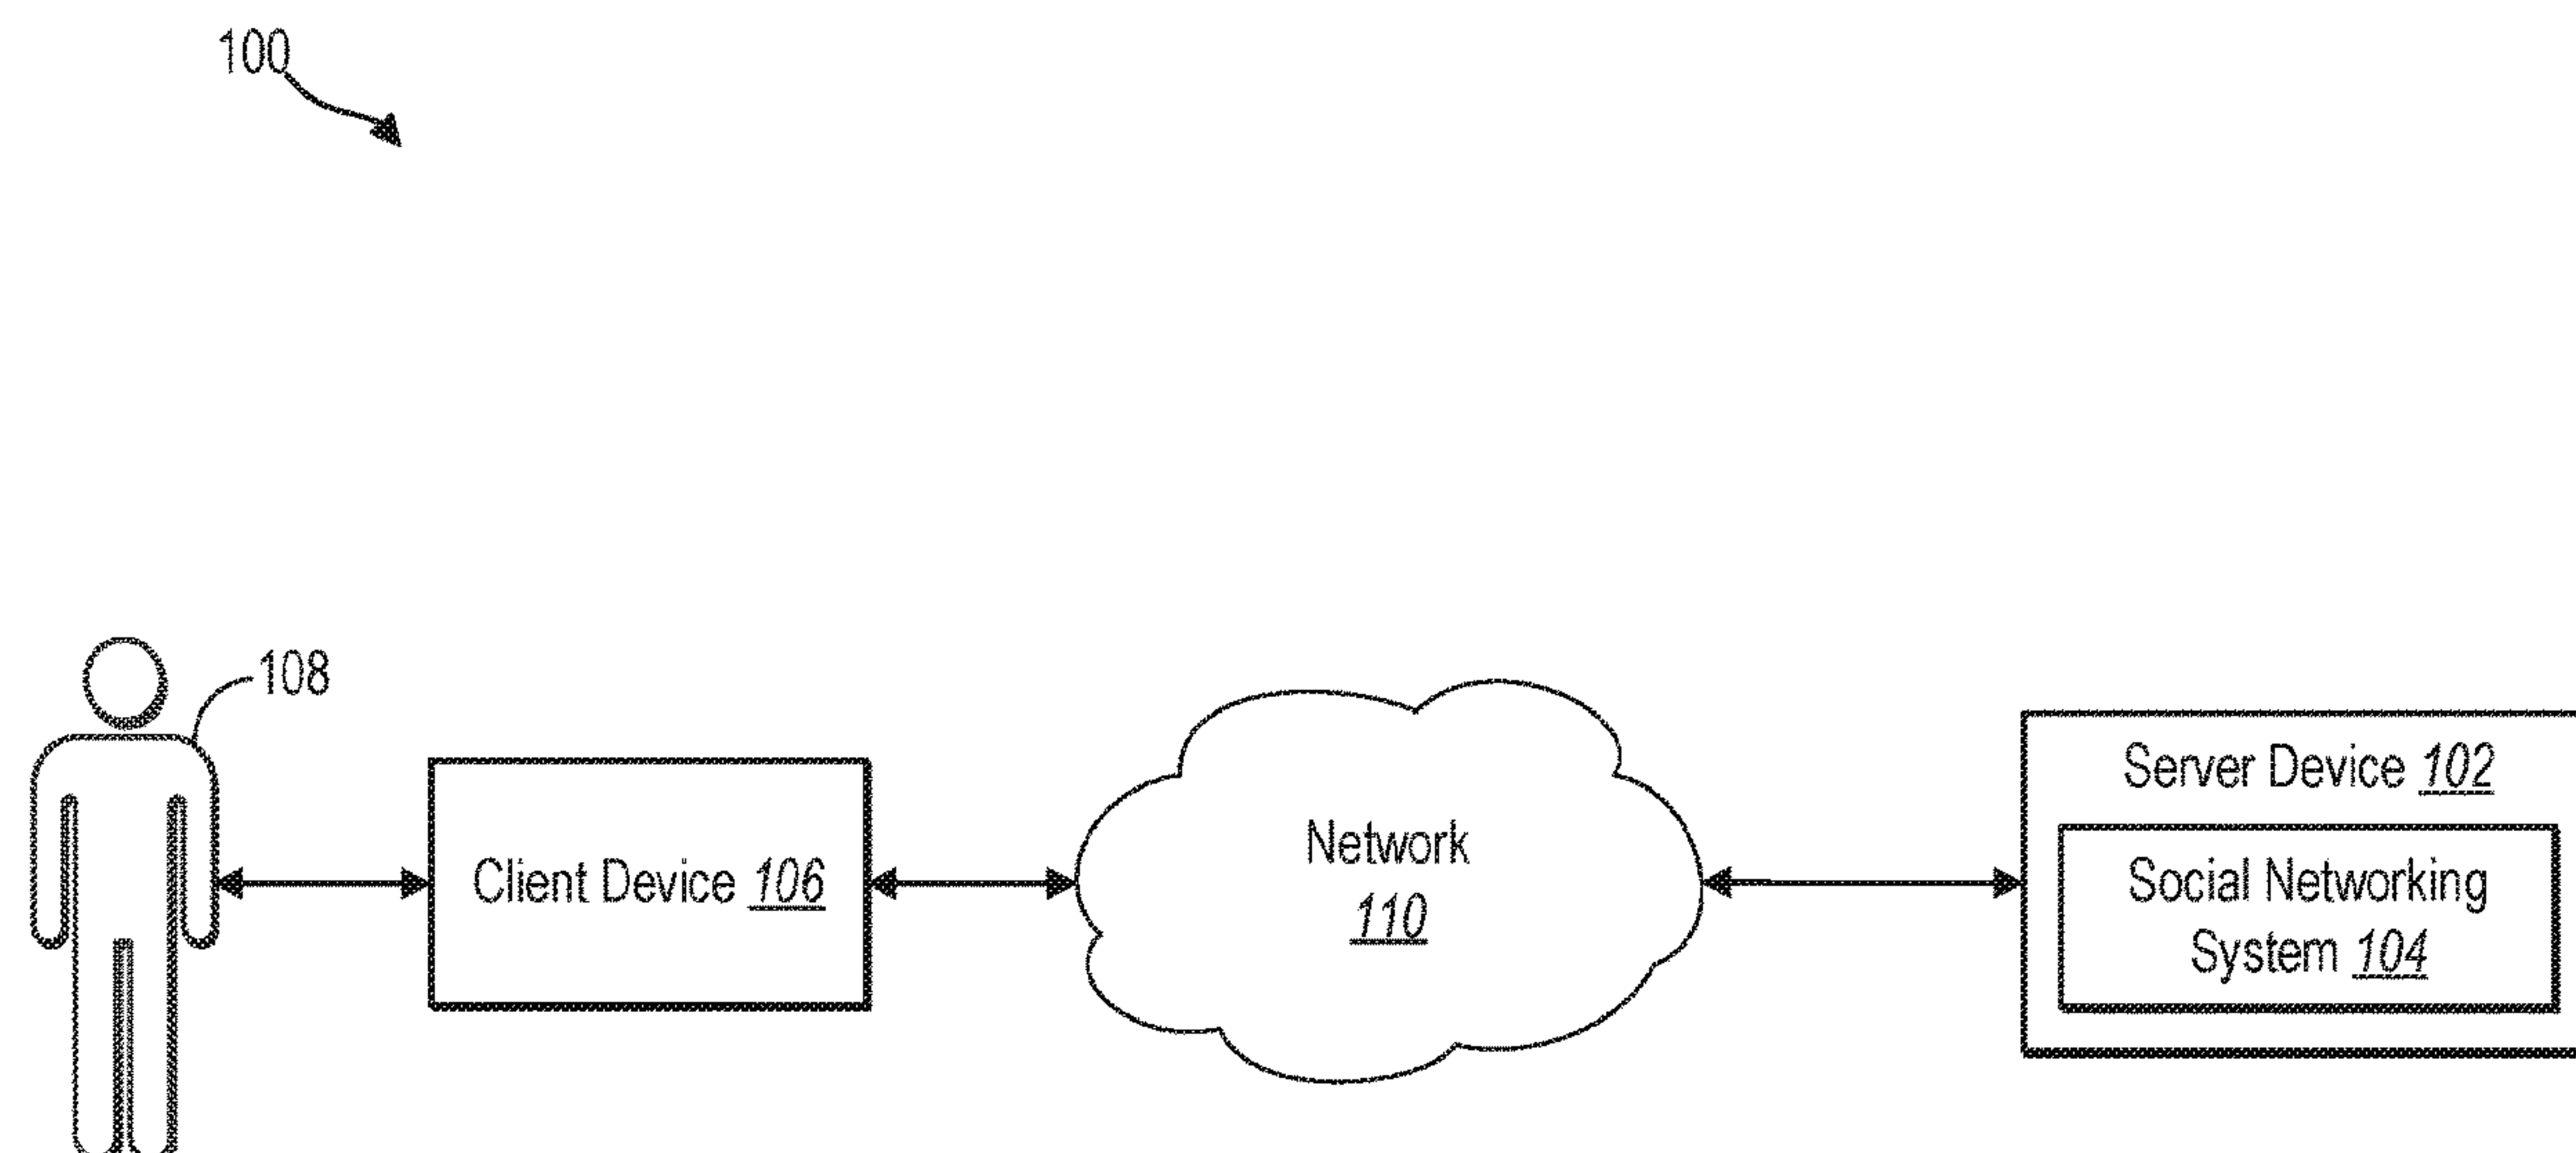 100
108
Client Device 106
Network
110
Server Device 102
Social Networking
System 104